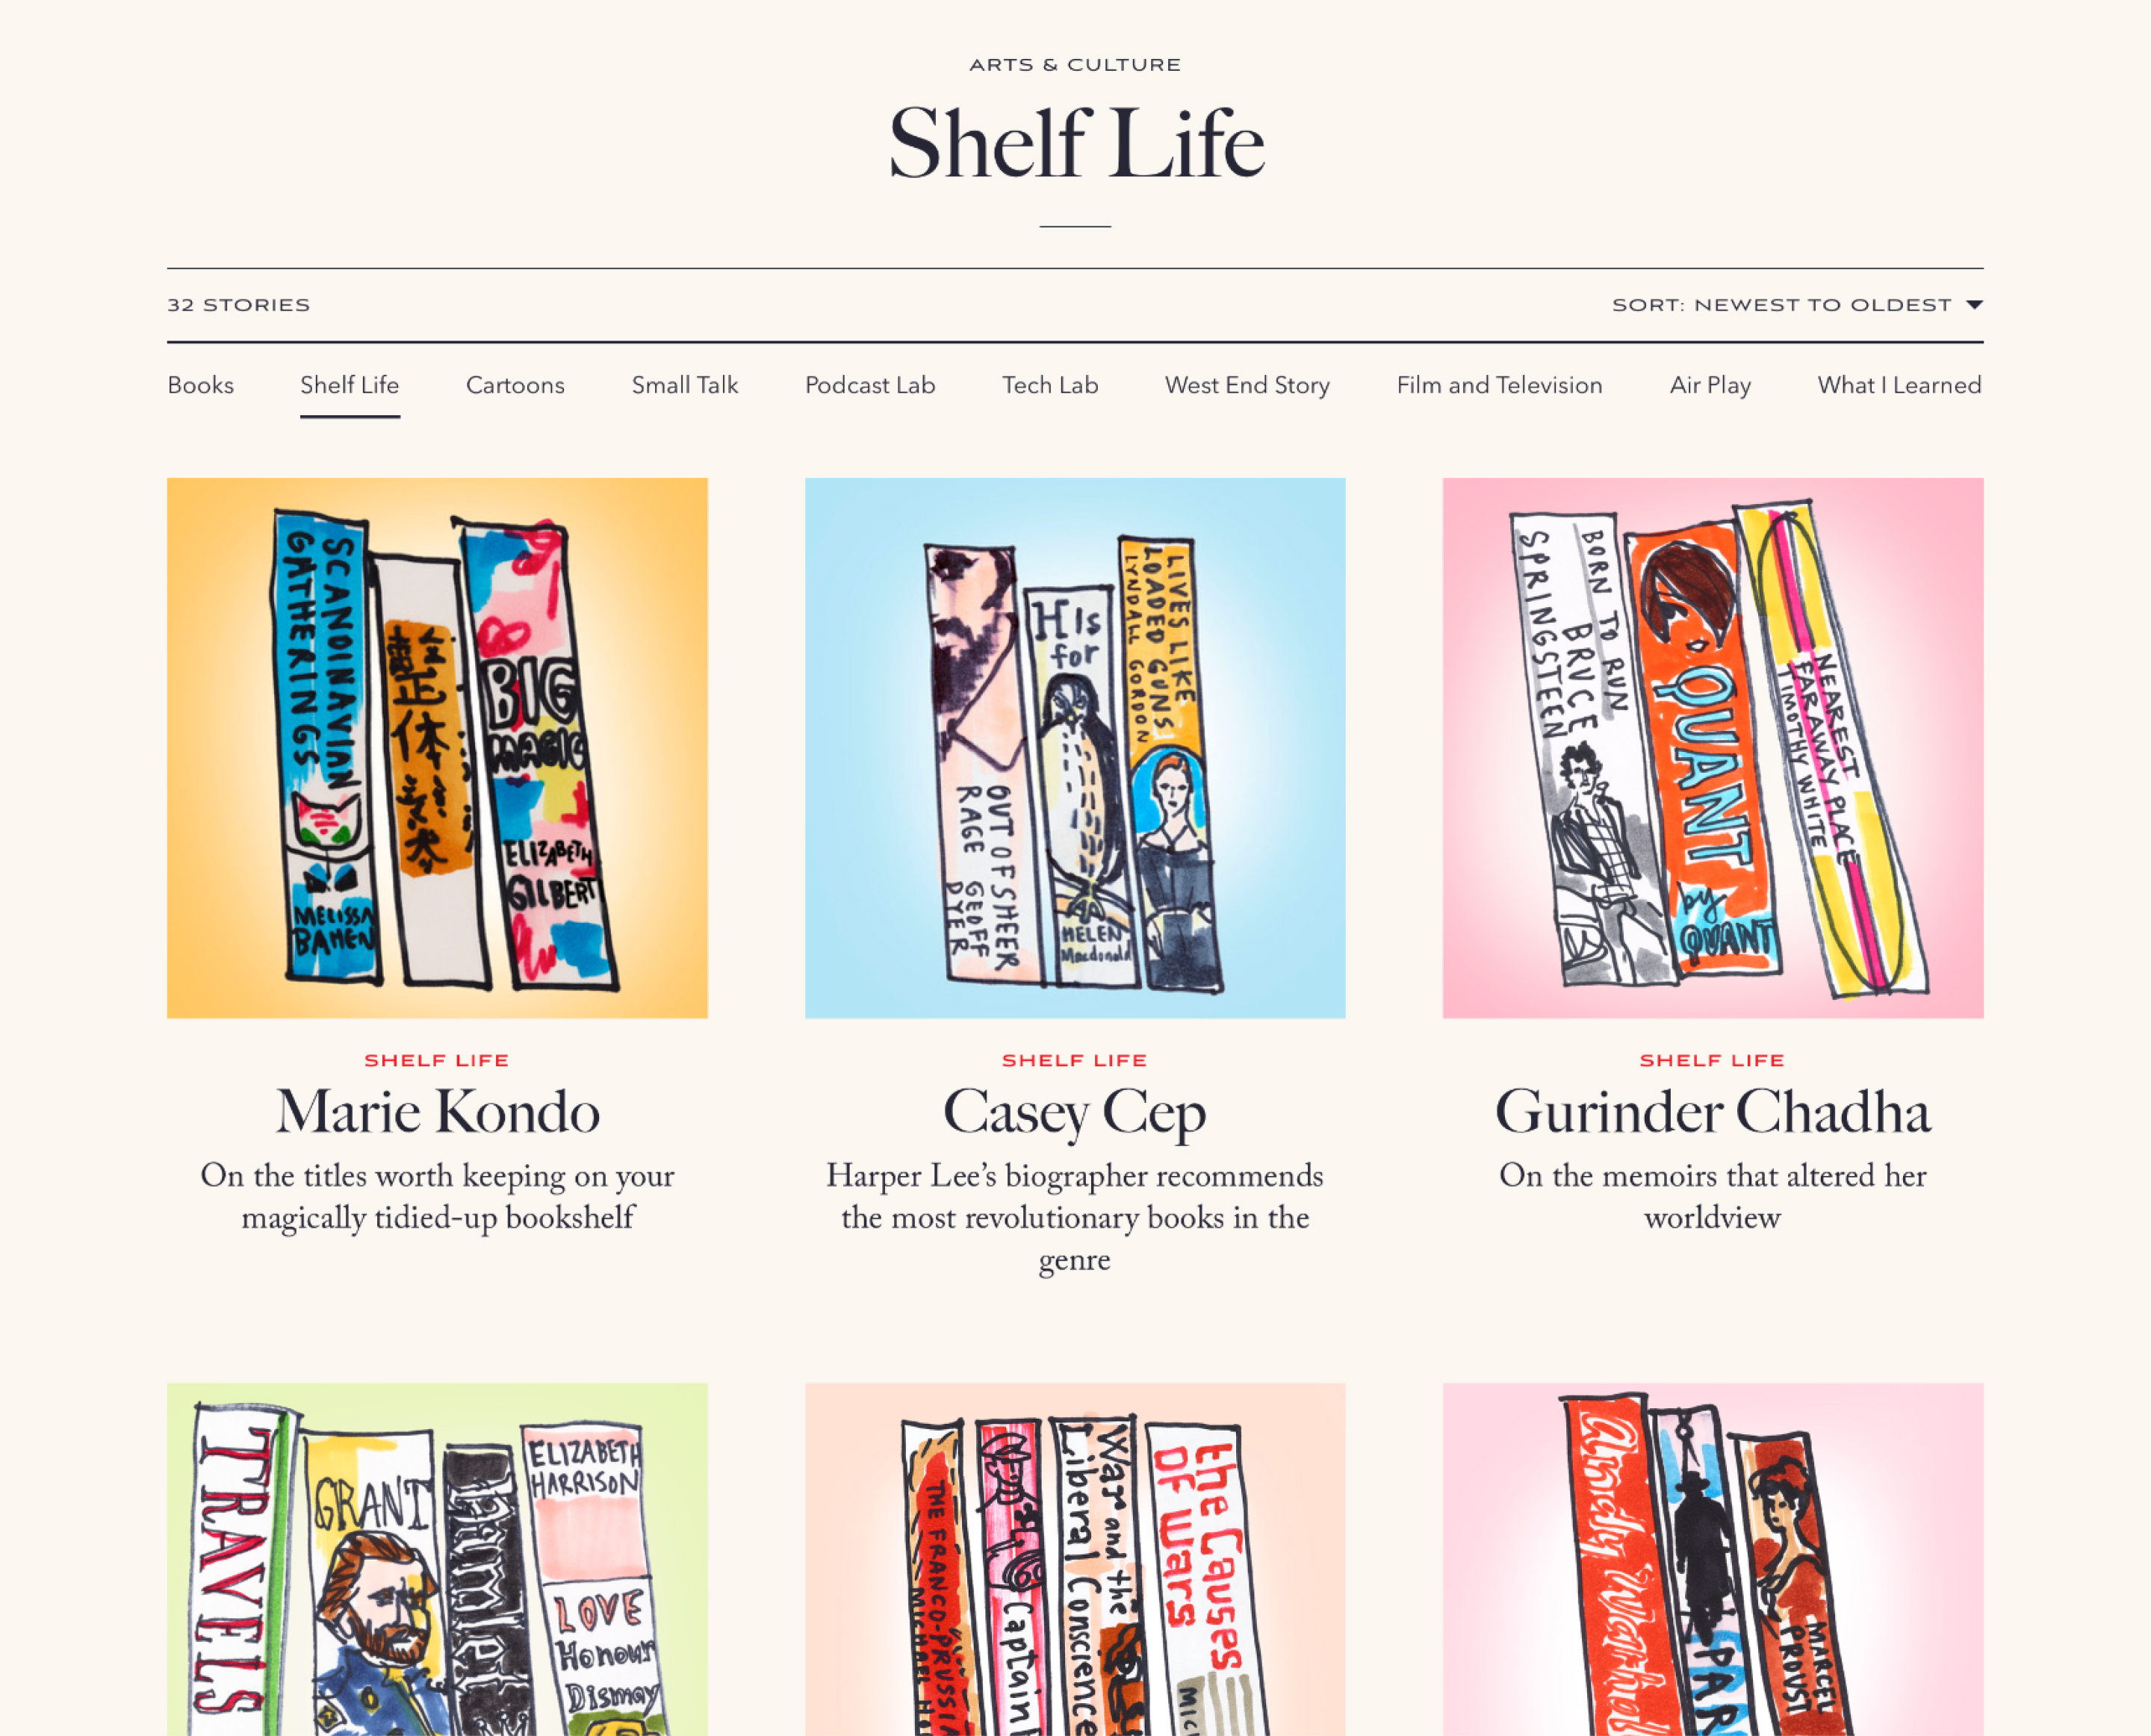 ARTS & CULTURE
Shelf Life
32 STORIES
SORT: NEWEST TO OLDEST
Books
Shelf Life
Cartoons
Small Talk
Podcast Lab
Tech Lab
West End Story
Film and Television
Air Play
What I Learned
SCANDINAVIAN
GATHERINGS
MELISSA
BAHEN
BIG
MAGIC
ELIZABETH
GILBERT
OUT OF SHEER
RAGE GEOFF
DYER
H Is
for
HELEN
Macdonald
LIVES LIKE
LOADED GUNS
LYNDALL GORDON
BORN TO RUN
BRUCE
SPRINGSTEEN
QUANT
by
QUANT
NEAREST
FARAWAY PLACE
TIMOTHY WHITE
SHELF LIFE
Marie Kondo
On the titles worth keeping on your
magically tidied-up bookshelf
SHELF LIFE
Casey Cep
Harper Lee’s biographer recommends
the most revolutionary books in the
genre
SHELF LIFE
Gurinder Chadha
On the memoirs that altered her
worldview
TRAVELS
GRANT
ELIZABETH
HARRISON
LOVE
Honour
Dismay
THE FRANCO-PRUSSIA
MICHAEL
Captain
War and the
Liberal Conscience
the Causes
OF Wars
MIC
Andy Warhol
PAR
MARCEL
PROUST